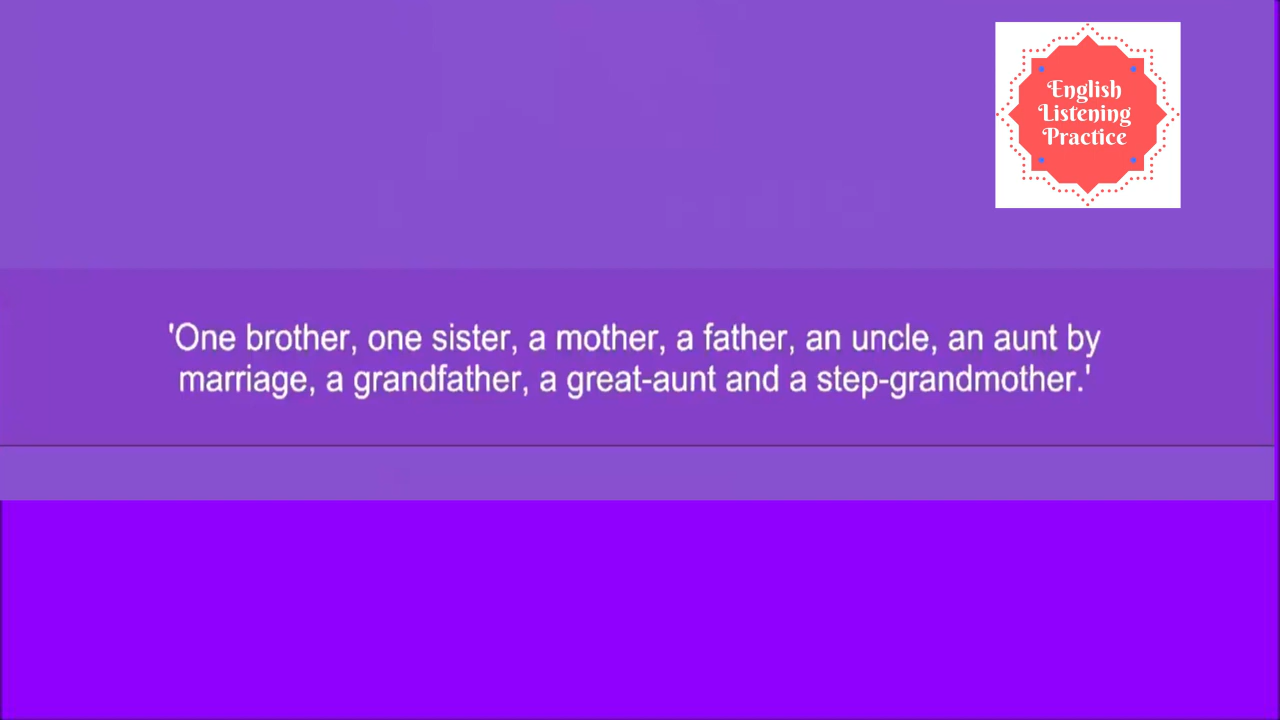 English
Listening
Practice
'One brother, one sister, a mother, a father, an uncle, an aunt by
marriage, a grandfather, a great-aunt and a step-grandmother.'